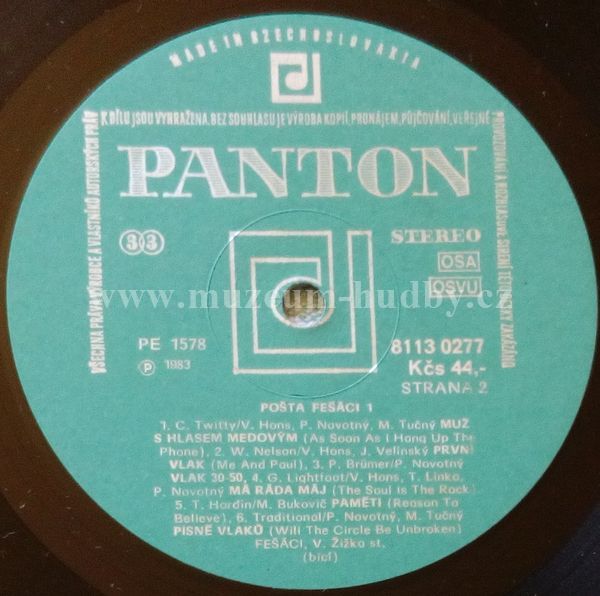 MADE IN CZECHOSLOVAKIA
VŠECHNA PRÁVA VÝROBCE A VLASTNÍKŮ AUTORSKÝCH PRÁV
K DÍLU JSOU VYHRAŽENA. BEZ SOUHLASU JE VÝROBA KOPIÍ, PRONÁJEM, PŮJČOVÁNÍ, VEŘEJNÉ
PROVOZOVÁNÍ A ROZHLASOVÉ ŠÍŘENÍ TÉTO DESKY ZAKÁZÁNO
PANTON
33
STEREO
OSA
OSVU
www.muzeum-hudby.cz
PE 1578
Ⓟ 1983
8113 0277
Kčs 44,-
STRANA 2
POŠTA FEŠÁCI 1
1. C. Twitty/V. Hons, P. Novotný, M. Tučný MUŽ
S HLASEM MEDOVÝM (As Soon As I Hong Up The
Phone), 2. W. Nelson/V. Hons, J. Velinský PRVNÍ
VLAK (Me And Paul), 3. P. Brümer/P. Novotný
VLAK 30-50, 4. G. Lightfoot/V. Hons, T. Linka,
P. Novotný MÁ RÁDA MÁJ (The Soul Is The Rock)
5. T. Hardin/M. Bukovič PAMĚTI (Reason To
Believe), 6. Traditional/P. Novotný, M. Tučný
PÍSNĚ VLAKŮ (Will The Circle Be Unbroken)
FEŠÁCI, V. Žižka st.
(bicí)